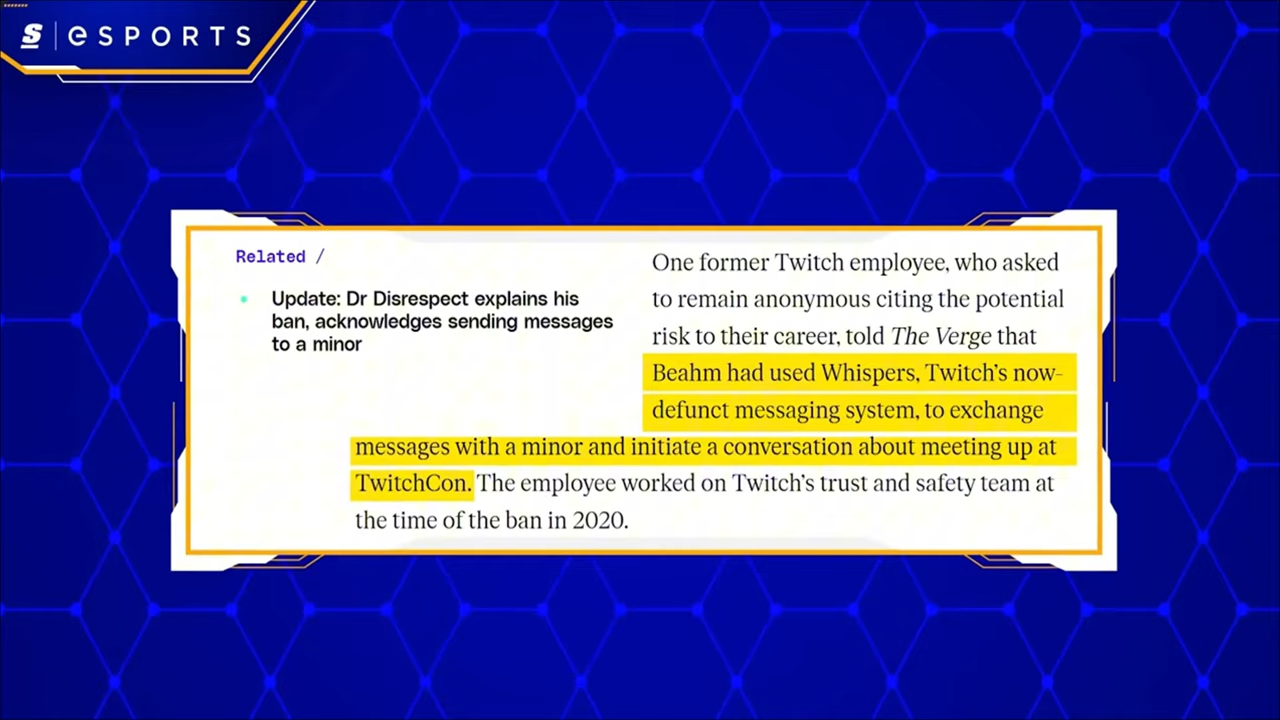 S | eSPORTS
Related /
Update: Dr Disrespect explains his
ban, acknowledges sending messages
to a minor
One former Twitch employee, who asked
to remain anonymous citing the potential
risk to their career, told The Verge that
Beahm had used Whispers, Twitch’s now-
defunct messaging system, to exchange
messages with a minor and initiate a conversation about meeting up at
TwitchCon. The employee worked on Twitch’s trust and safety team at
the time of the ban in 2020.